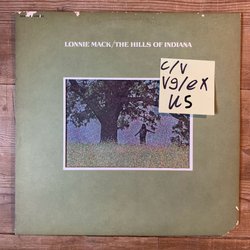 LONNIE MACK/THE HILLS OF INDIANA
C/V
Vg/eX
US